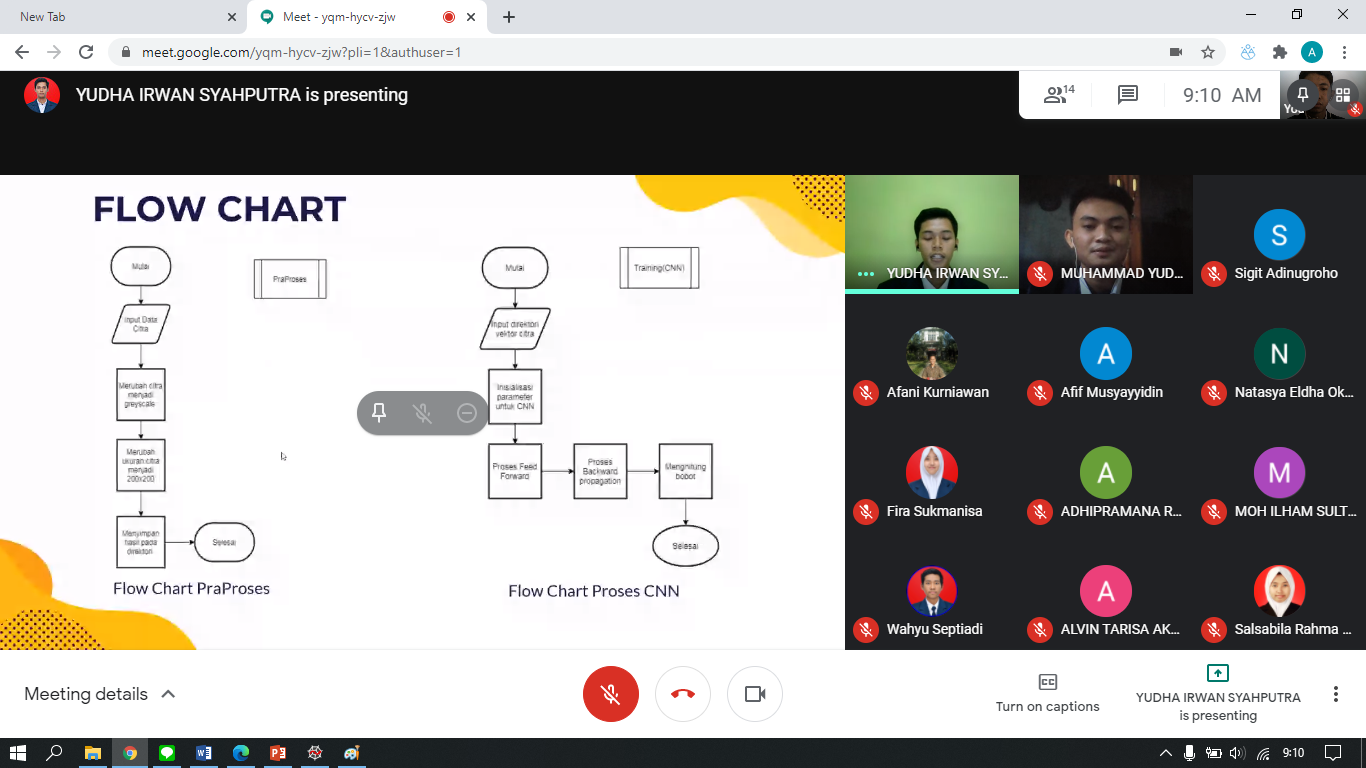 New Tab
Meet - yqm-hycv-zjw
meet.google.com/yqm-hycv-zjw?pli=1&authuser=1
A
YUDHA IRWAN SYAHPUTRA is presenting
14
9:10 AM
You
FLOW CHART
Mulai
PraProses
Input Data
Citra
Merubah citra
menjadi
greyscale
Merubah
ukuran citra
menjadi
200x200
Menyimpan
hasil pada
direktori
Selesai
Flow Chart PraProses
Mulai
Training(CNN)
Input direktori
vektor citra
Inisialisasi
parameter
untuk CNN
Proses Feed
Forward
Proses
Backward
propagation
Menghitung
bobot
Selesai
Flow Chart Proses CNN
YUDHA IRWAN SY...
MUHAMMAD YUD...
S
Sigit Adinugroho
Afani Kurniawan
A
Afif Musyayyidin
N
Natasya Eldha Ok...
Fira Sukmanisa
A
ADHIPRAMANA R...
M
MOH ILHAM SULT...
Wahyu Septiadi
A
ALVIN TARISA AK...
Salsabila Rahma ...
Meeting details
CC
Turn on captions
YUDHA IRWAN SYAHPUTRA
is presenting
9:10